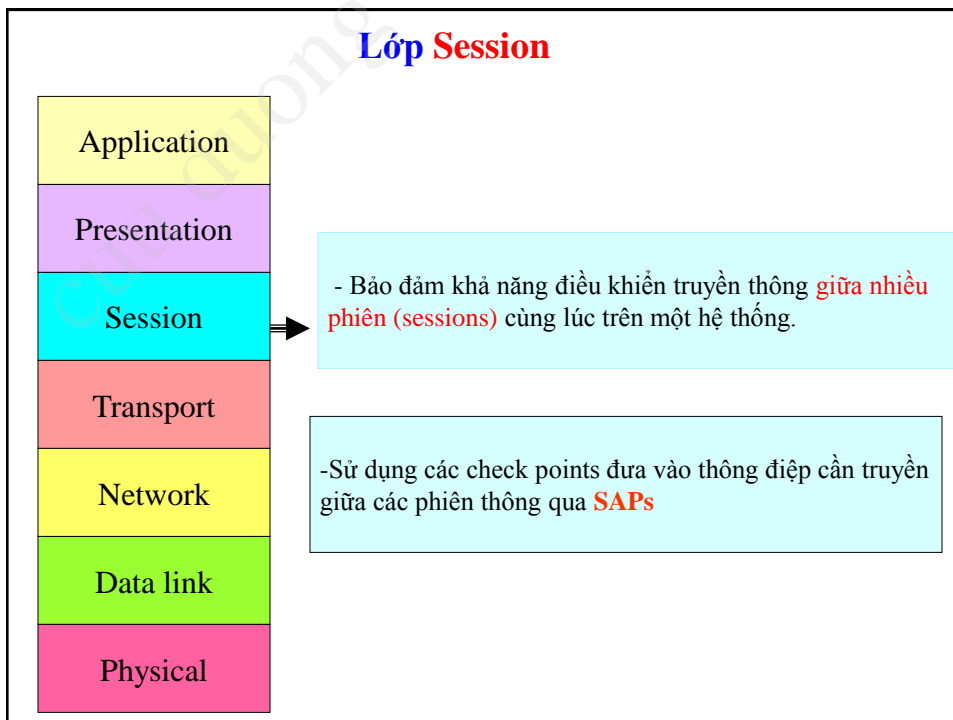 Lớp Session
Application
Presentation
Session
Transport
Network
Data link
Physical
- Bảo đảm khả năng điều khiển truyền thông giữa nhiều
phiên (sessions) cùng lúc trên một hệ thống.
-Sử dụng các check points đưa vào thông điệp cần truyền
giữa các phiên thông qua SAPs
cuu duong